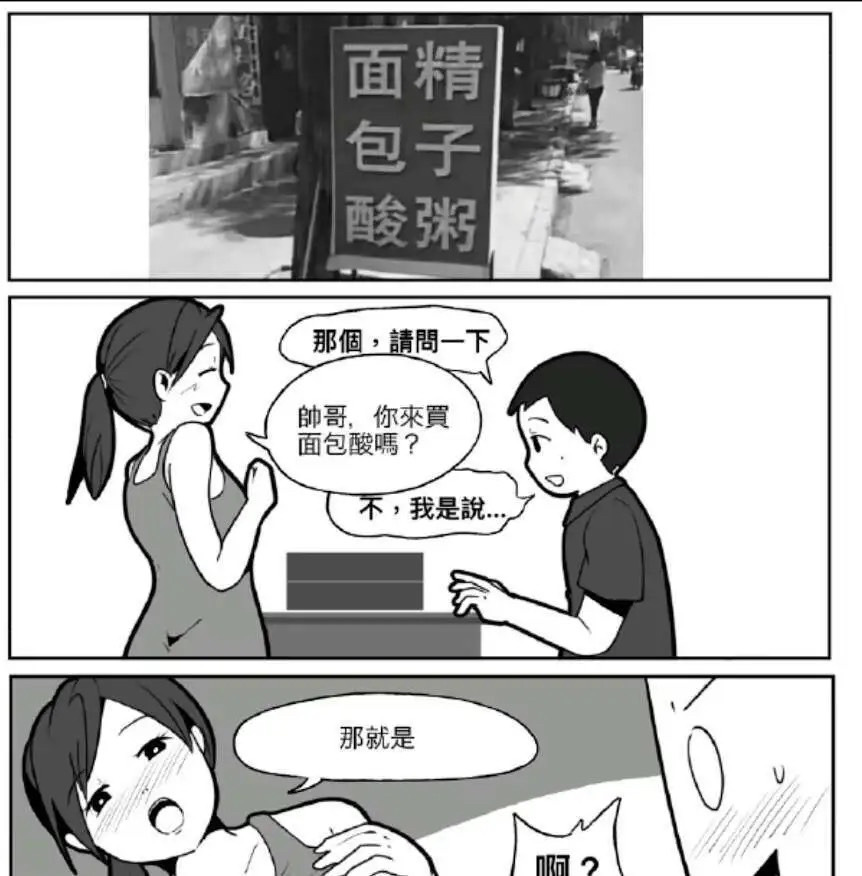 面精
包子
酸粥
那個，請問一下
帥哥，你來買
面包酸嗎？
不，我是說...
那就是
啊？